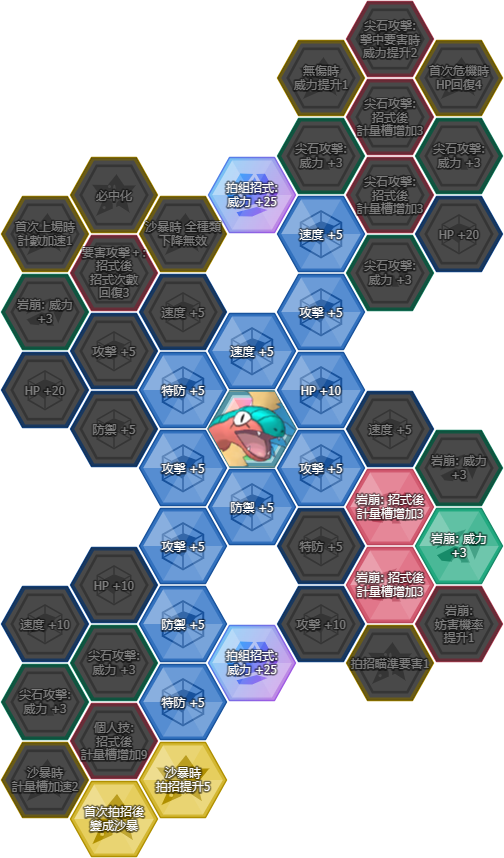 尖石攻擊:
擊中要害時
威力提升2
無傷時
威力提升1
首次危機時
HP回復4
尖石攻擊:
招式後
計量槽增加3
尖石攻擊:
威力 +3
尖石攻擊:
威力 +3
必中化
拍組招式:
威力 +25
尖石攻擊:
招式後
計量槽增加3
首次上場時
計數加速1
沙暴時 全種類
下降無效
速度 +5
HP +20
要害攻擊+:
招式後
招式次數
回復3
尖石攻擊:
威力 +3
岩崩: 威力
+3
速度 +5
攻擊 +5
攻擊 +5
速度 +5
HP +20
特防 +5
HP +10
防禦 +5
速度 +5
攻擊 +5
攻擊 +5
岩崩: 威力
+3
防禦 +5
岩崩: 招式後
計量槽增加3
攻擊 +5
特防 +5
岩崩: 威力
+3
HP +10
岩崩: 招式後
計量槽增加3
速度 +10
防禦 +5
攻擊 +10
岩崩:
妨害機率
提升1
尖石攻擊:
威力 +3
拍組招式:
威力 +25
拍招瞄準要害1
尖石攻擊:
威力 +3
特防 +5
個人技:
招式後
計量槽增加9
沙暴時
計量槽加速2
沙暴時
拍招提升5
首次拍招後
變成沙暴